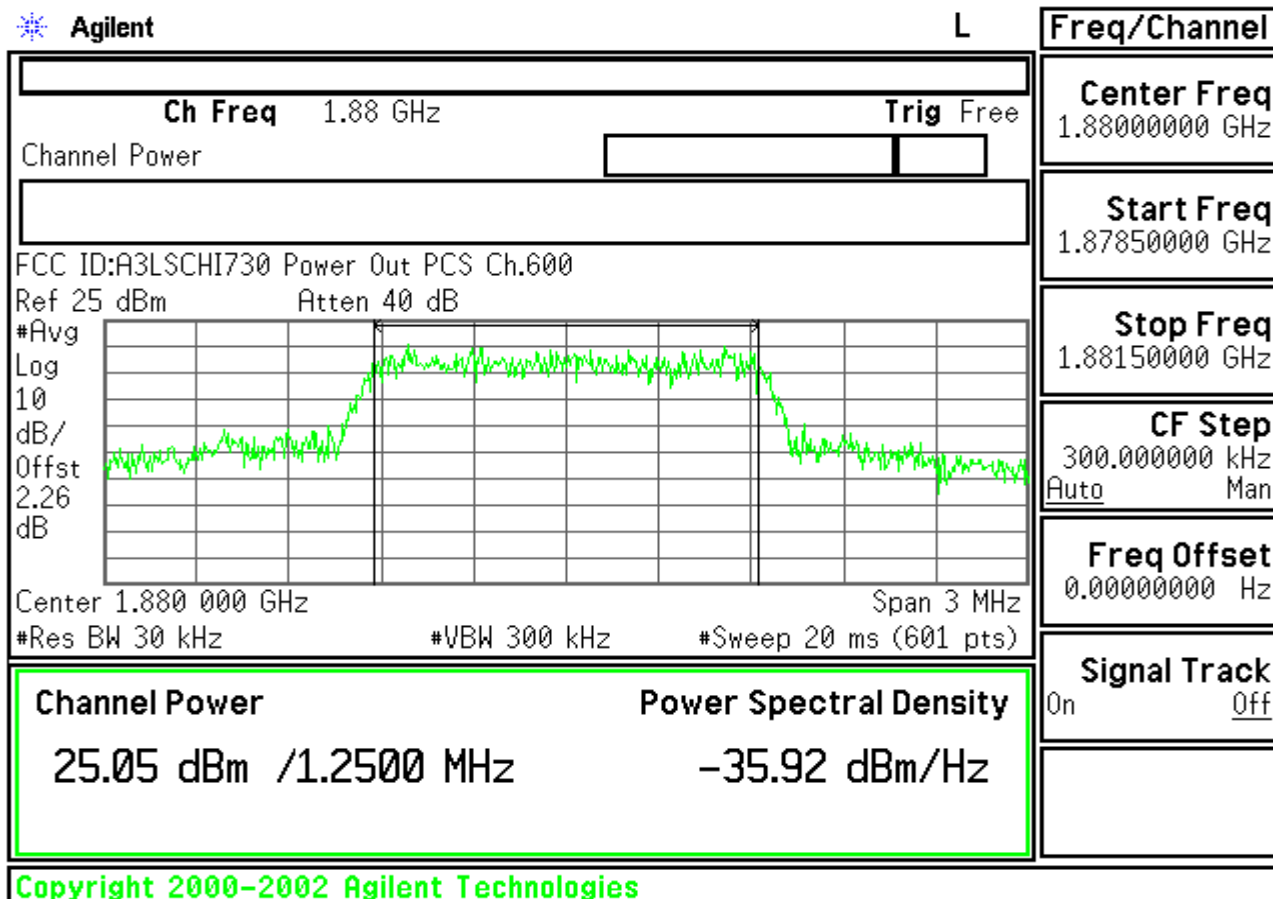 Agilent L Freq/Channel
Ch Freq 1.88 GHz Trig Free
Channel Power
FCC ID:A3LSCHI730 Power Out PCS Ch.600
Ref 25 dBm Atten 40 dB
#Avg
Log
10
dB/
Offst
2.26
dB
Center 1.880 000 GHz Span 3 MHz
#Res BW 30 kHz #VBW 300 kHz #Sweep 20 ms (601 pts)
Channel Power Power Spectral Density
25.05 dBm /1.2500 MHz -35.92 dBm/Hz
Copyright 2000-2002 Agilent Technologies
Center Freq
1.88000000 GHz
Start Freq
1.87850000 GHz
Stop Freq
1.88150000 GHz
CF Step
300.000000 kHz
Auto Man
Freq Offset
0.00000000 Hz
Signal Track
On Off